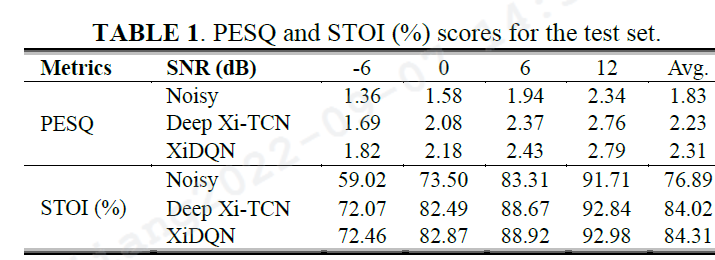 TABLE 1. PESQ and STOI (%) scores for the test set.
Metrics SNR (dB) -6 0 6 12 Avg.
Noisy 1.36 1.58 1.94 2.34 1.83
PESQ Deep Xi-TCN 1.69 2.08 2.37 2.76 2.23
XiDQN 1.82 2.18 2.43 2.79 2.31
Noisy 59.02 73.50 83.31 91.71 76.89
STOI (%) Deep Xi-TCN 72.07 82.49 88.67 92.84 84.02
XiDQN 72.46 82.87 88.92 92.98 84.31